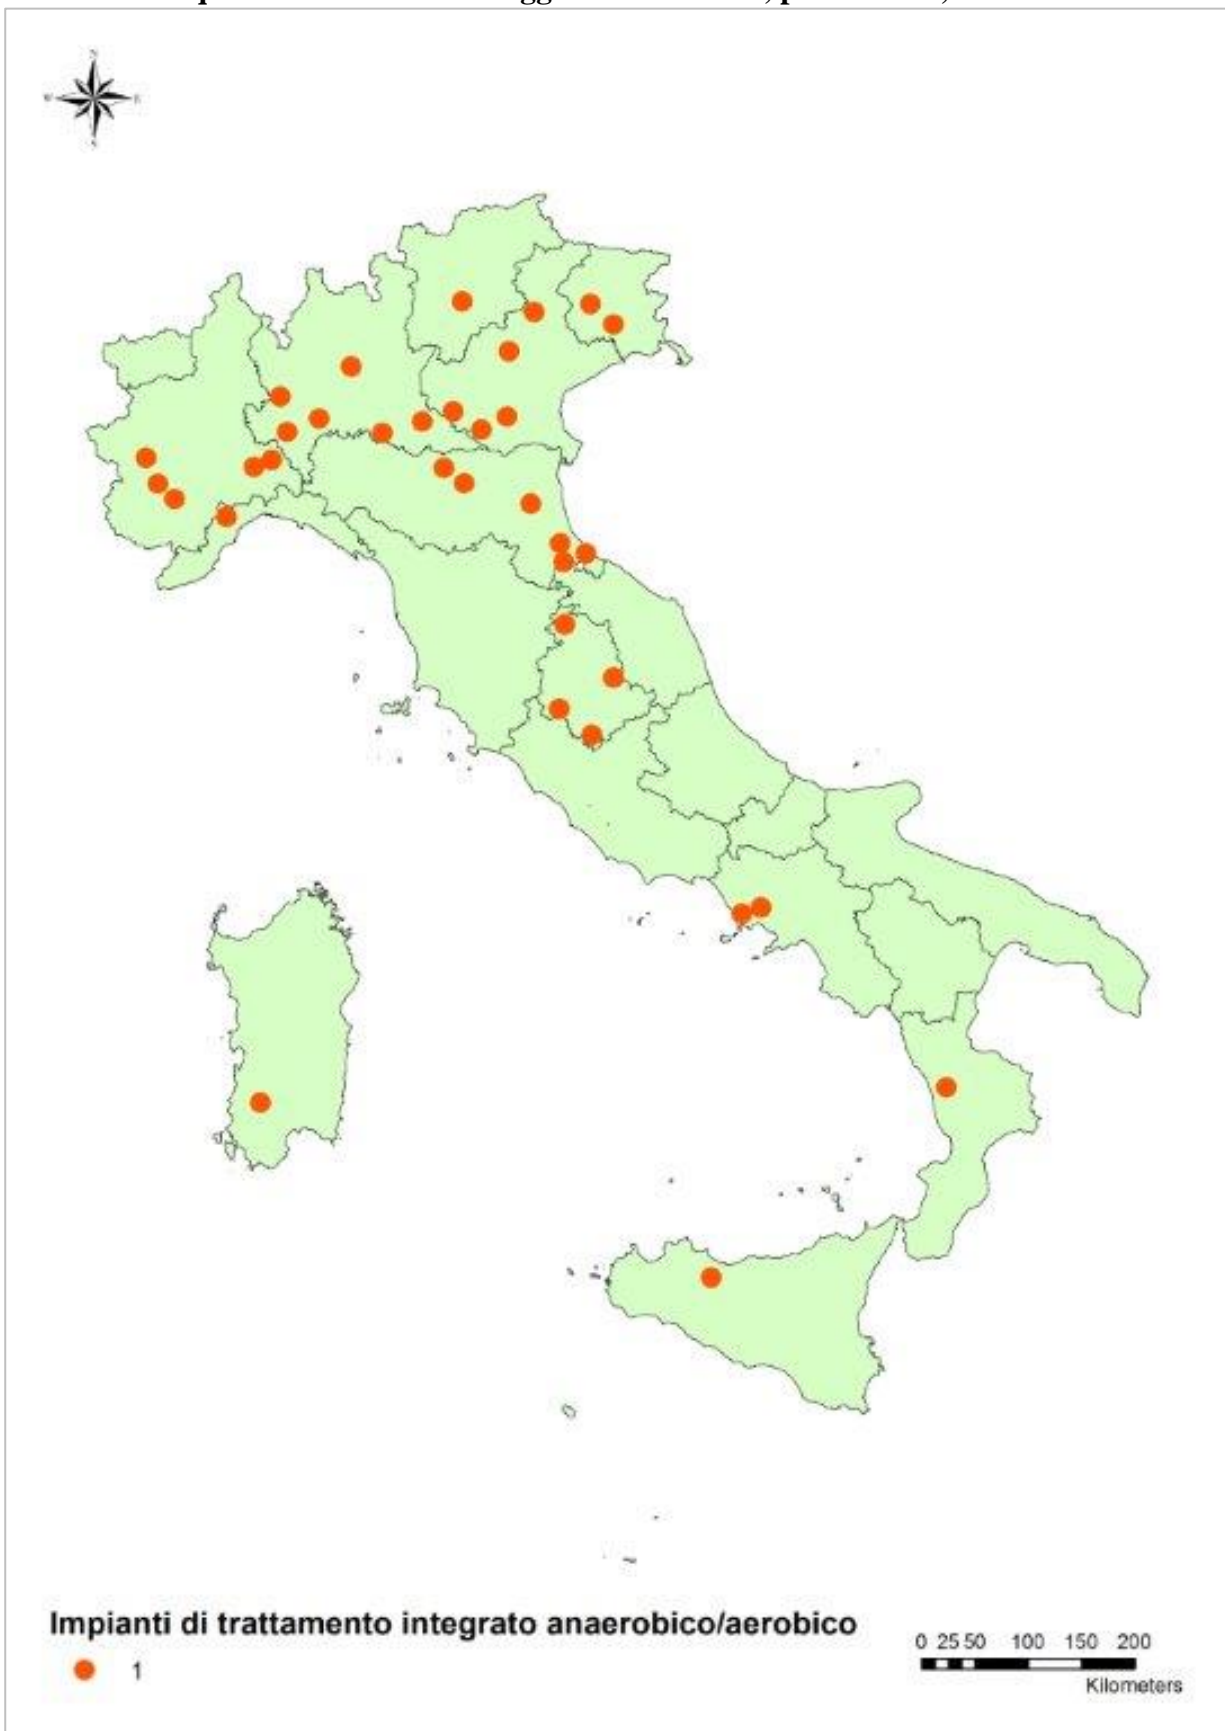 N
W E
S
Impianti di trattamento integrato anaerobico/aerobico
1
0 25 50 100 150 200
Kilometers